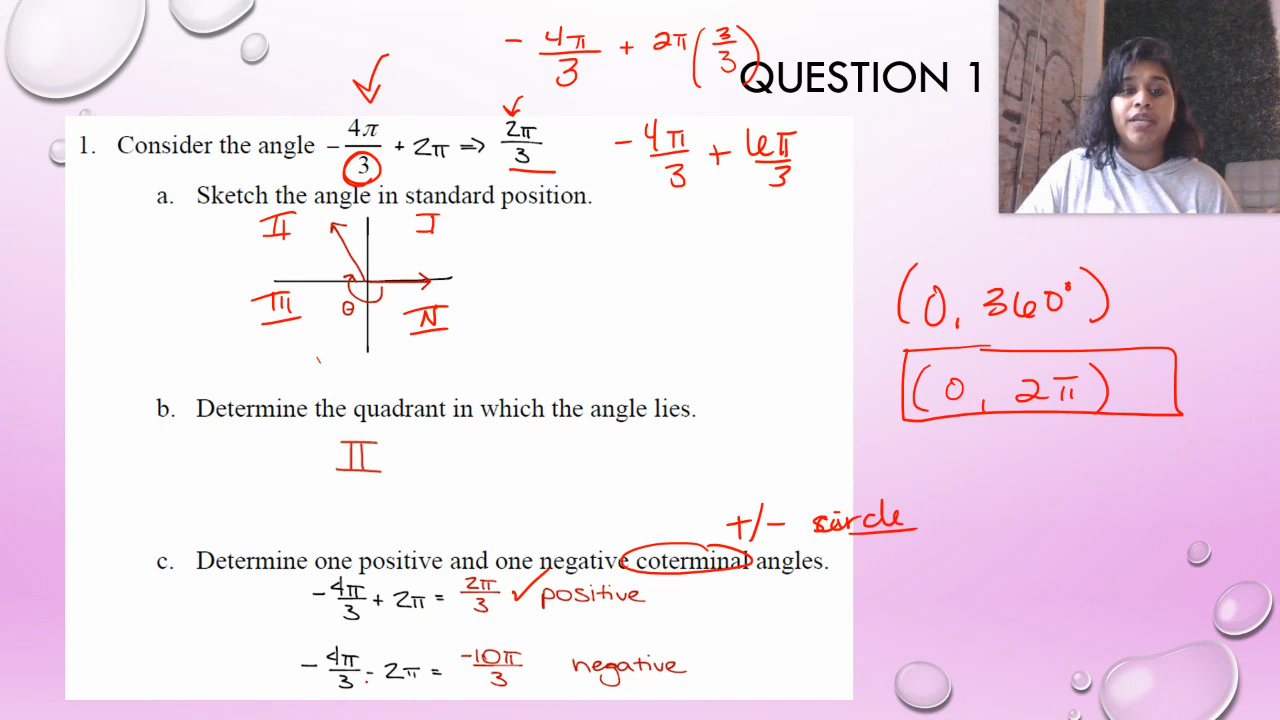 - 4π/3 + 2π (3/3)
QUESTION 1
1. Consider the angle - 4π/3 + 2π ⇒ 2π/3
- 4π/3 + 6π/3
a. Sketch the angle in standard position.
II I
θ
III IV
(0, 360°)
(0, 2π)
b. Determine the quadrant in which the angle lies.
II
+/- circle
c. Determine one positive and one negative coterminal angles.
- 4π/3 + 2π = 2π/3 ✓ positive
- 4π/3 - 2π = -10π/3 negative